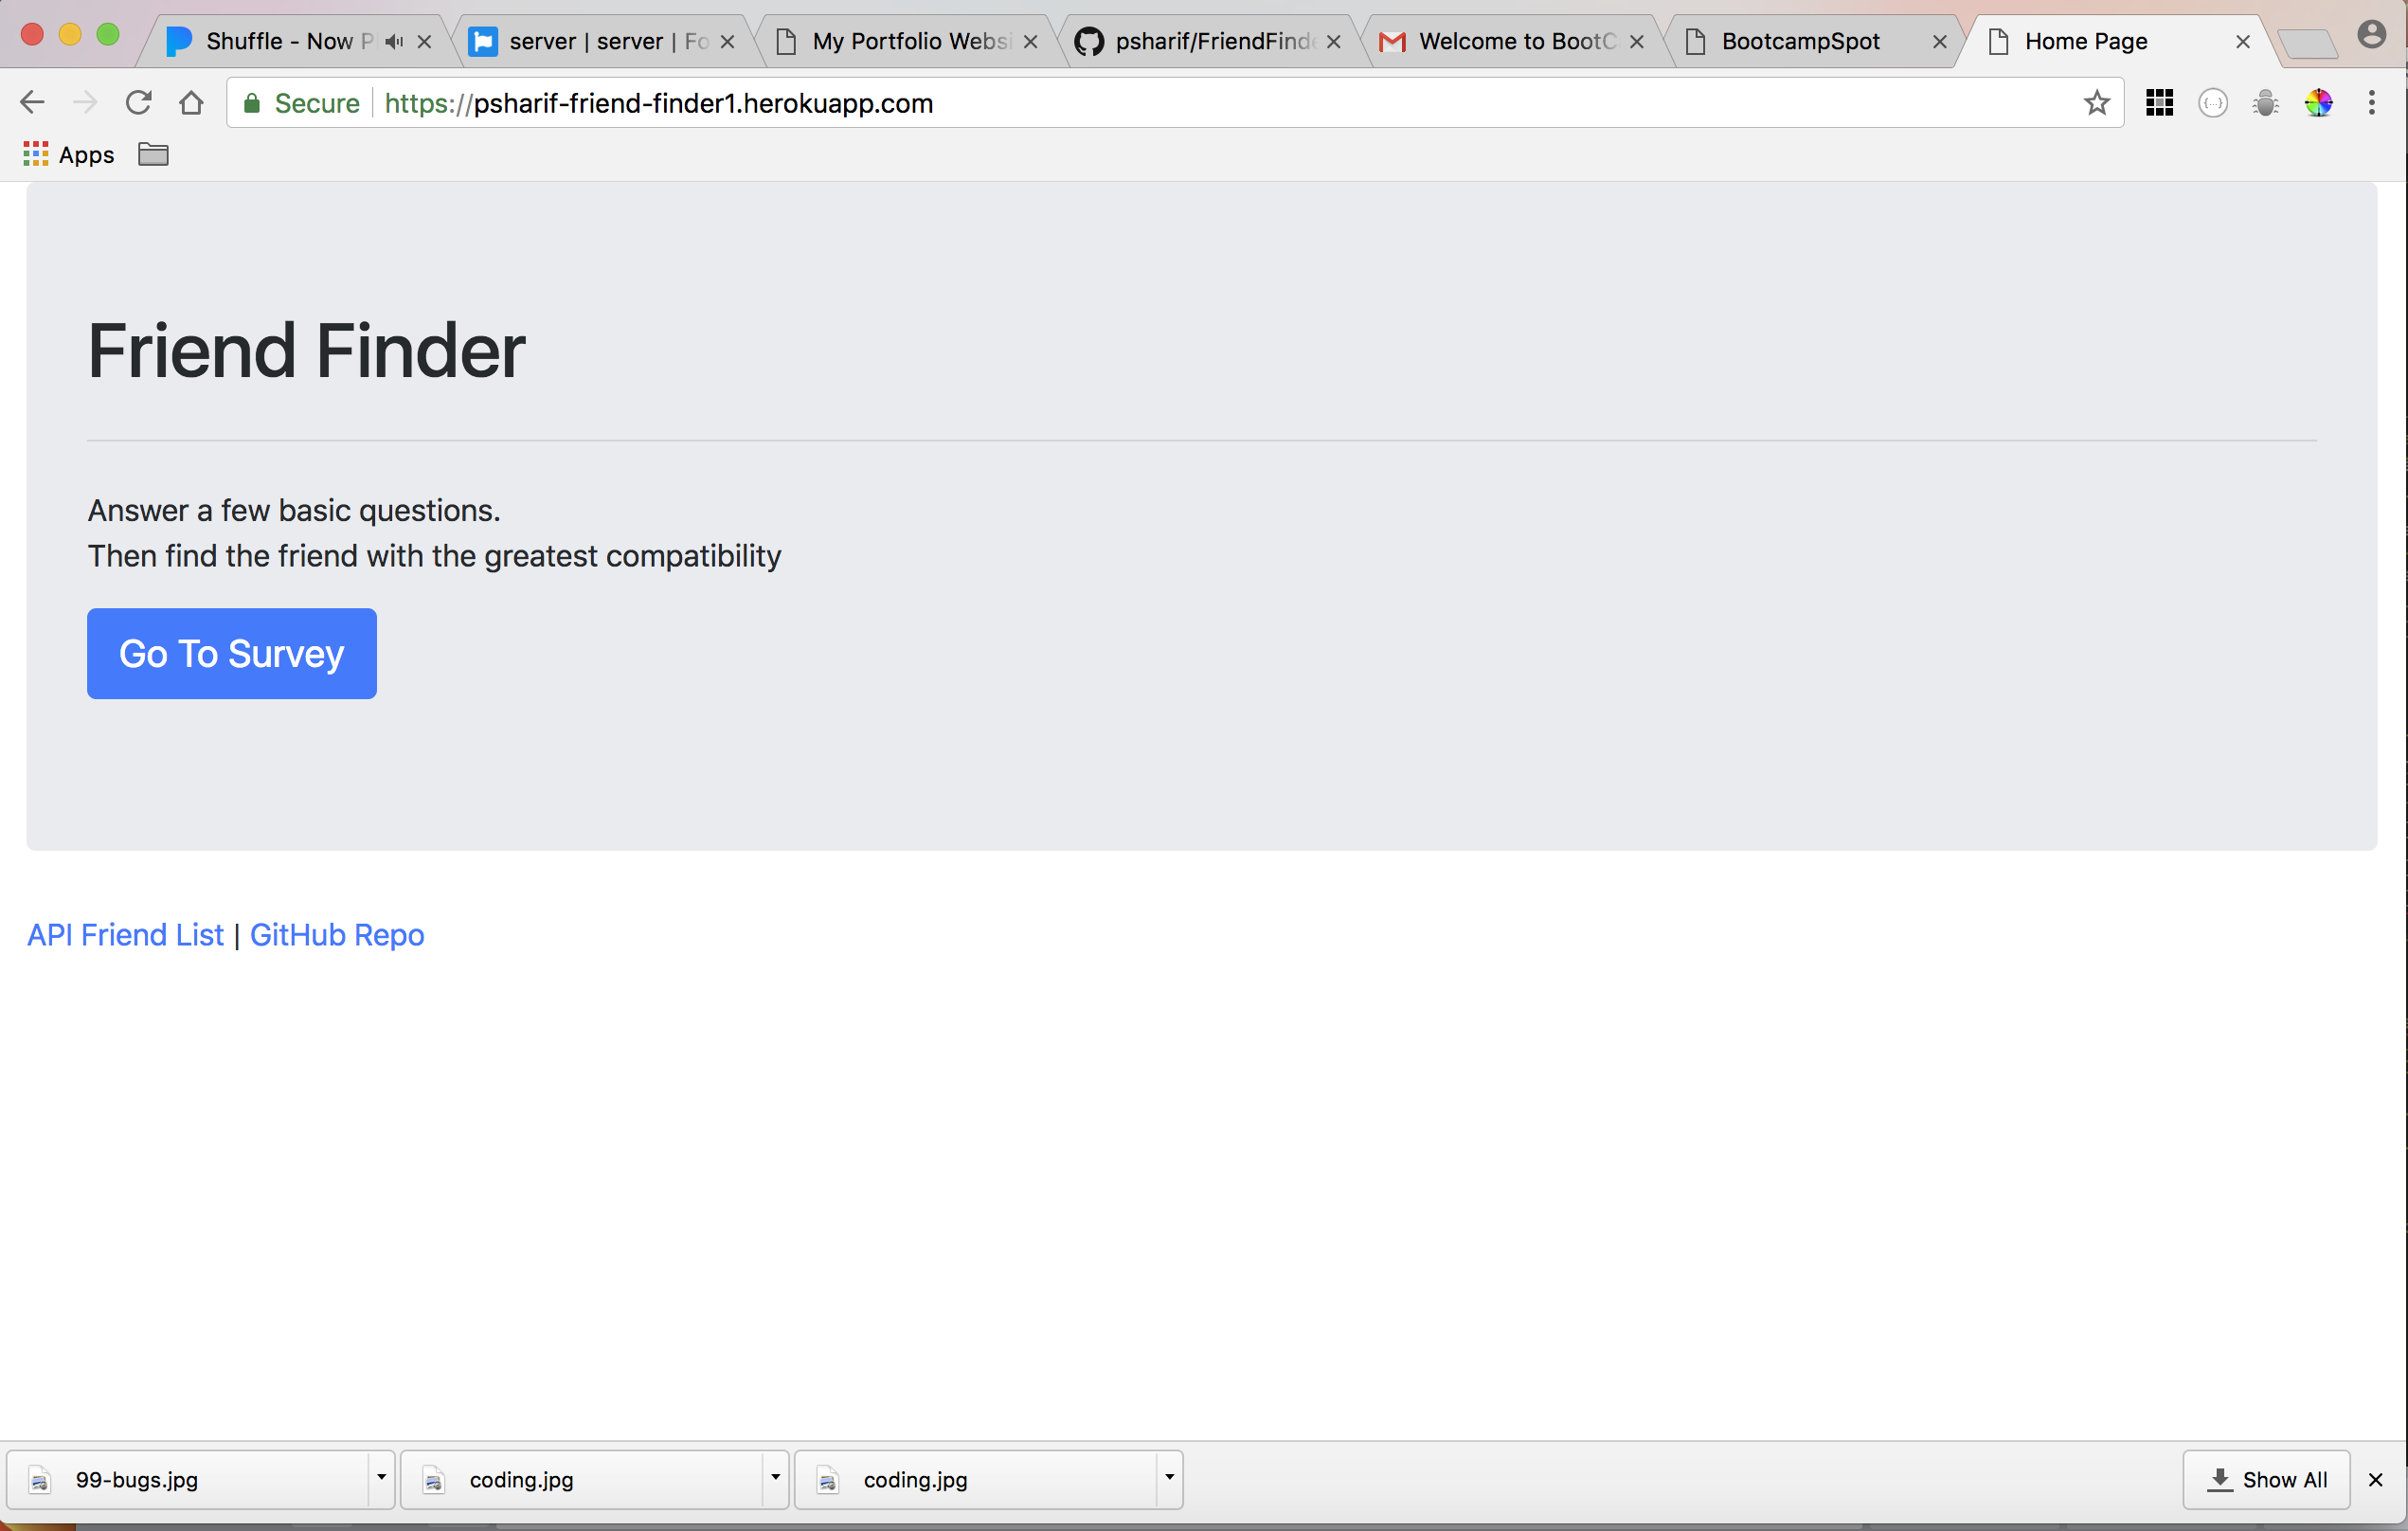 Shuffle - Now P
server | server | Fo
My Portfolio Websi
psharif/FriendFinde
Welcome to BootC
BootcampSpot
Home Page
Secure https://psharif-friend-finder1.herokuapp.com
Apps
Friend Finder
Answer a few basic questions.
Then find the friend with the greatest compatibility
Go To Survey
API Friend List | GitHub Repo
99-bugs.jpg
coding.jpg
coding.jpg
Show All